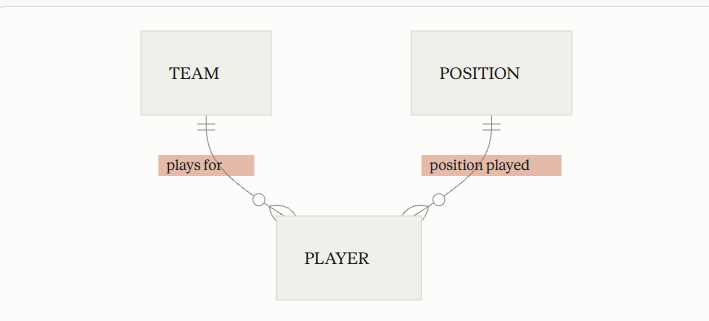 TEAM
POSITION
plays for
position played
PLAYER